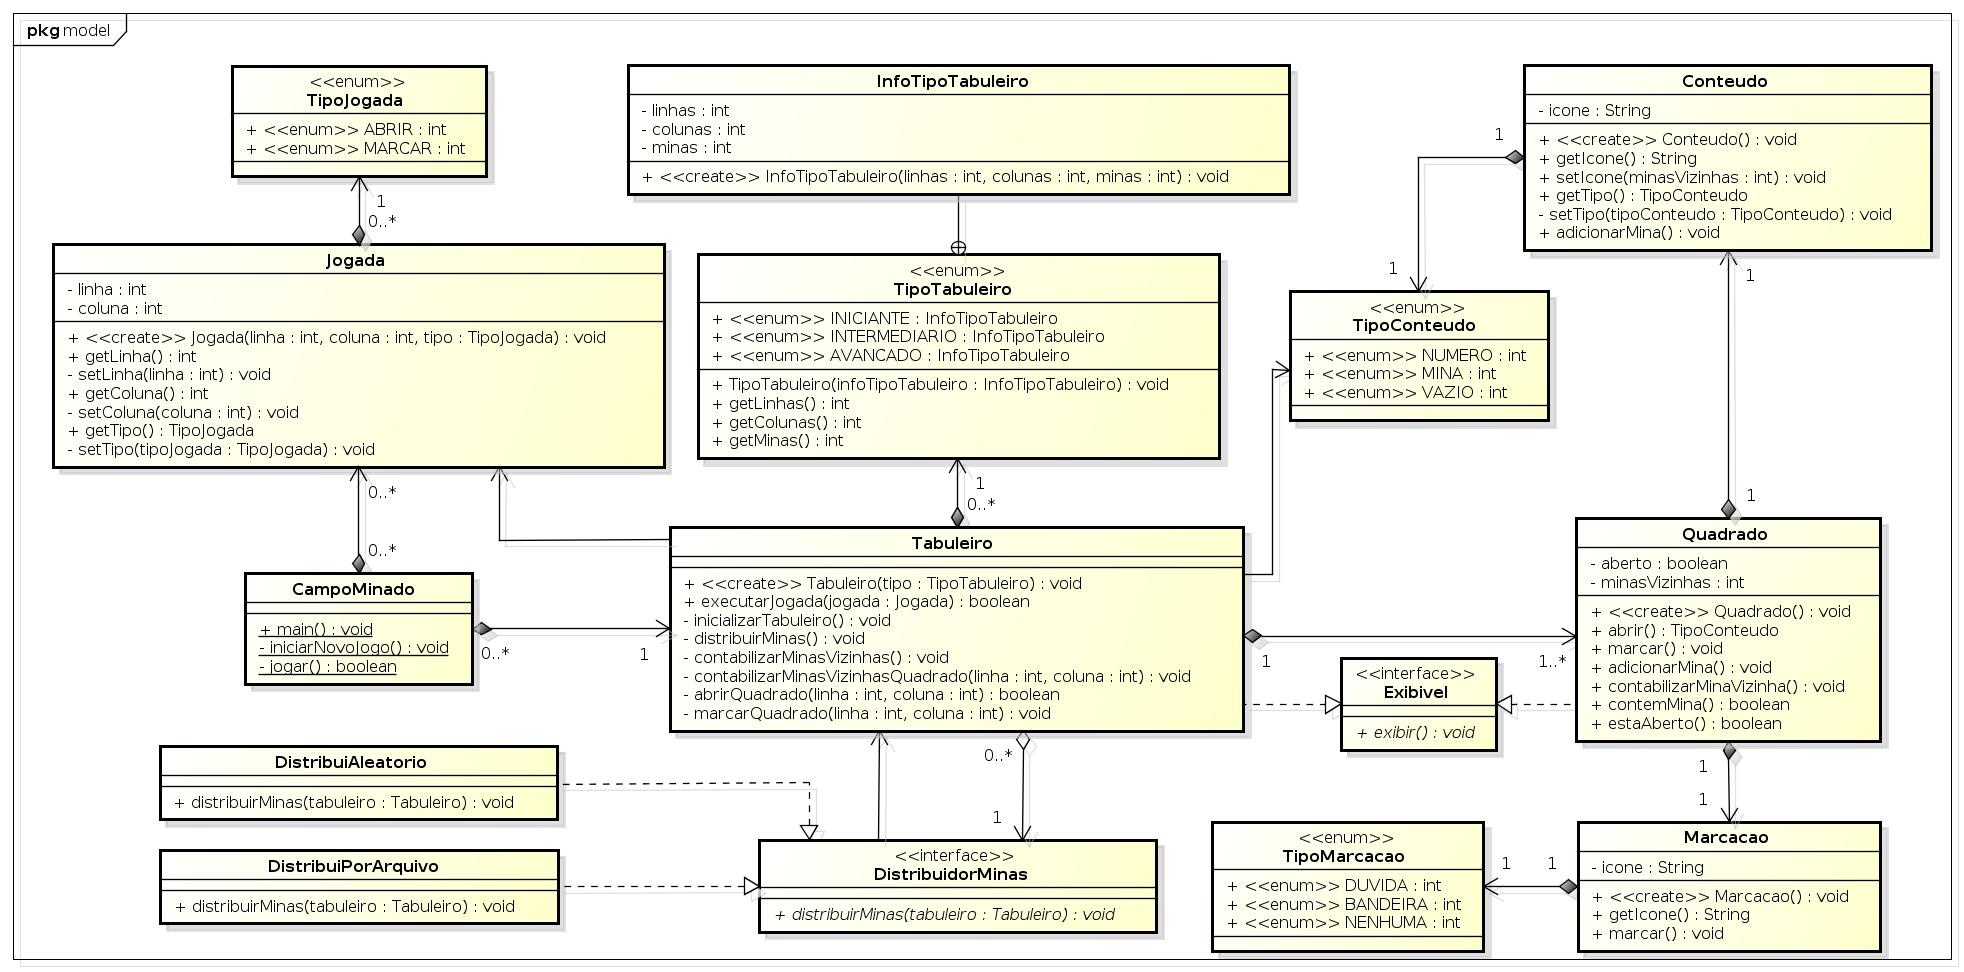 pkg model
<<enum>>
TipoJogada
+ <<enum>> ABRIR : int
+ <<enum>> MARCAR : int
InfoTipoTabuleiro
- linhas : int
- colunas : int
- minas : int
+ <<create>> InfoTipoTabuleiro(linhas : int, colunas : int, minas : int) : void
Conteudo
- icone : String
+ <<create>> Conteudo() : void
+ getIcone() : String
+ setIcone(minasVizinhas : int) : void
+ getTipo() : TipoConteudo
- setTipo(tipoConteudo : TipoConteudo) : void
+ adicionarMina() : void
1
1
1
0..*
1
Jogada
- linha : int
- coluna : int
+ <<create>> Jogada(linha : int, coluna : int, tipo : TipoJogada) : void
+ getLinha() : int
- setLinha(linha : int) : void
+ getColuna() : int
- setColuna(coluna : int) : void
+ getTipo() : TipoJogada
- setTipo(tipoJogada : TipoJogada) : void
<<enum>>
TipoTabuleiro
+ <<enum>> INICIANTE : InfoTipoTabuleiro
+ <<enum>> INTERMEDIARIO : InfoTipoTabuleiro
+ <<enum>> AVANCADO : InfoTipoTabuleiro
+ TipoTabuleiro(infoTipoTabuleiro : InfoTipoTabuleiro) : void
+ getLinhas() : int
+ getColunas() : int
+ getMinas() : int
<<enum>>
TipoConteudo
+ <<enum>> NUMERO : int
+ <<enum>> MINA : int
+ <<enum>> VAZIO : int
0..*
0..*
1
0..*
1
CampoMinado
+ main() : void
- iniciarNovoJogo() : void
- jogar() : boolean
0..*
1
Tabuleiro
+ <<create>> Tabuleiro(tipo : TipoTabuleiro) : void
+ executarJogada(jogada : Jogada) : boolean
- inicializarTabuleiro() : void
- distribuirMinas() : void
- contabilizarMinasVizinhas() : void
- contabilizarMinasVizinhasQuadrado(linha : int, coluna : int) : void
- abrirQuadrado(linha : int, coluna : int) : boolean
- marcarQuadrado(linha : int, coluna : int) : void
1
1..*
<<interface>>
Exibivel
+ exibir() : void
Quadrado
- aberto : boolean
- minasVizinhas : int
+ <<create>> Quadrado() : void
+ abrir() : TipoConteudo
+ marcar() : void
+ adicionarMina() : void
+ contabilizarMinaVizinha() : void
+ contemMina() : boolean
+ estaAberto() : boolean
0..*
1
1
1
DistribuiAleatorio
+ distribuirMinas(tabuleiro : Tabuleiro) : void
DistribuiPorArquivo
+ distribuirMinas(tabuleiro : Tabuleiro) : void
<<interface>>
DistribuidorMinas
+ distribuirMinas(tabuleiro : Tabuleiro) : void
<<enum>>
TipoMarcacao
+ <<enum>> DUVIDA : int
+ <<enum>> BANDEIRA : int
+ <<enum>> NENHUMA : int
1
1
Marcacao
- icone : String
+ <<create>> Marcacao() : void
+ getIcone() : String
+ marcar() : void